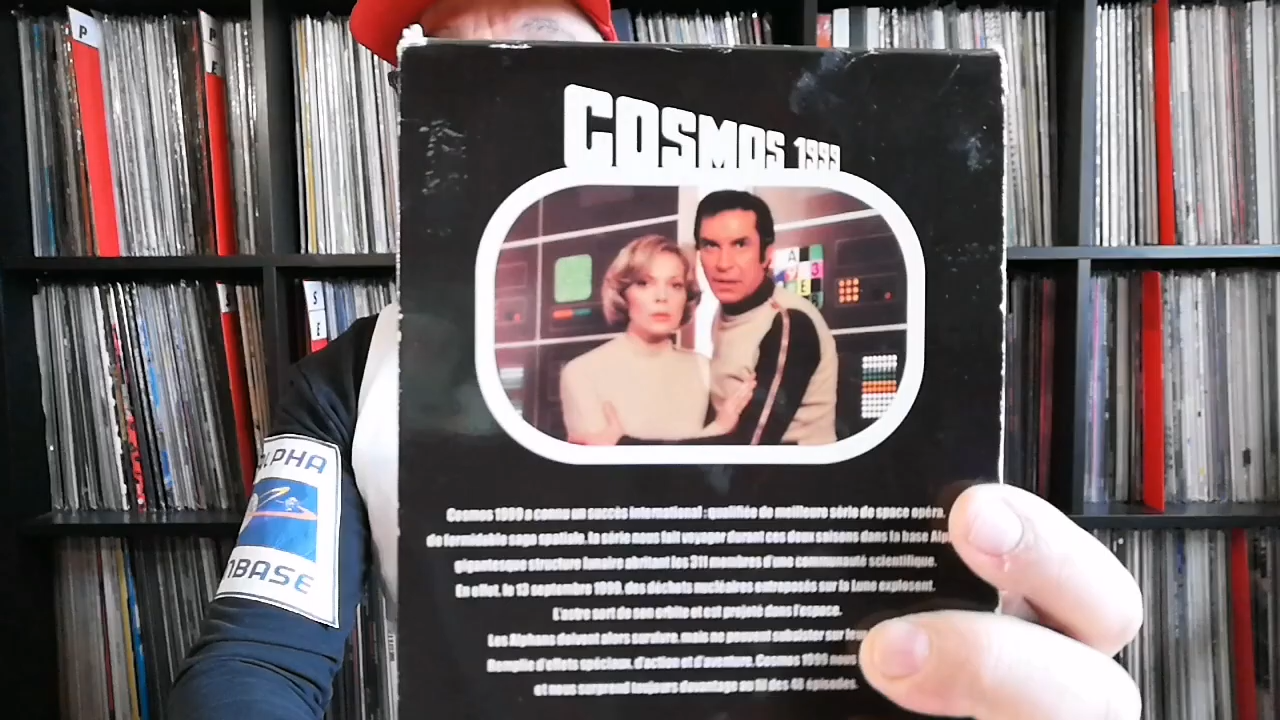 P
P
F
S
E
COSMOS 1999
A
3
E
ALPHA
NBASE
Cosmos 1999 a connu un succès international : qualifiée de meilleure série de space opéra,
de formidable saga spatiale, la série nous fait voyager durant ces deux saisons dans la base Alp
gigantesque structure lunaire abritant les 311 membres d'une communauté scientifique.
En effet, le 13 septembre 1999, des déchets nucléaires entreposés sur la Lune explosent.
L'astre sort de son orbite et est projeté dans l'espace.
Les Alphans doivent alors survivre, mais ne peuvent subsister sur leur
Remplie d'effets spéciaux, d'action et d'aventure, Cosmos 1999 nous
et nous surprend toujours davantage au fil des 48 épisodes.